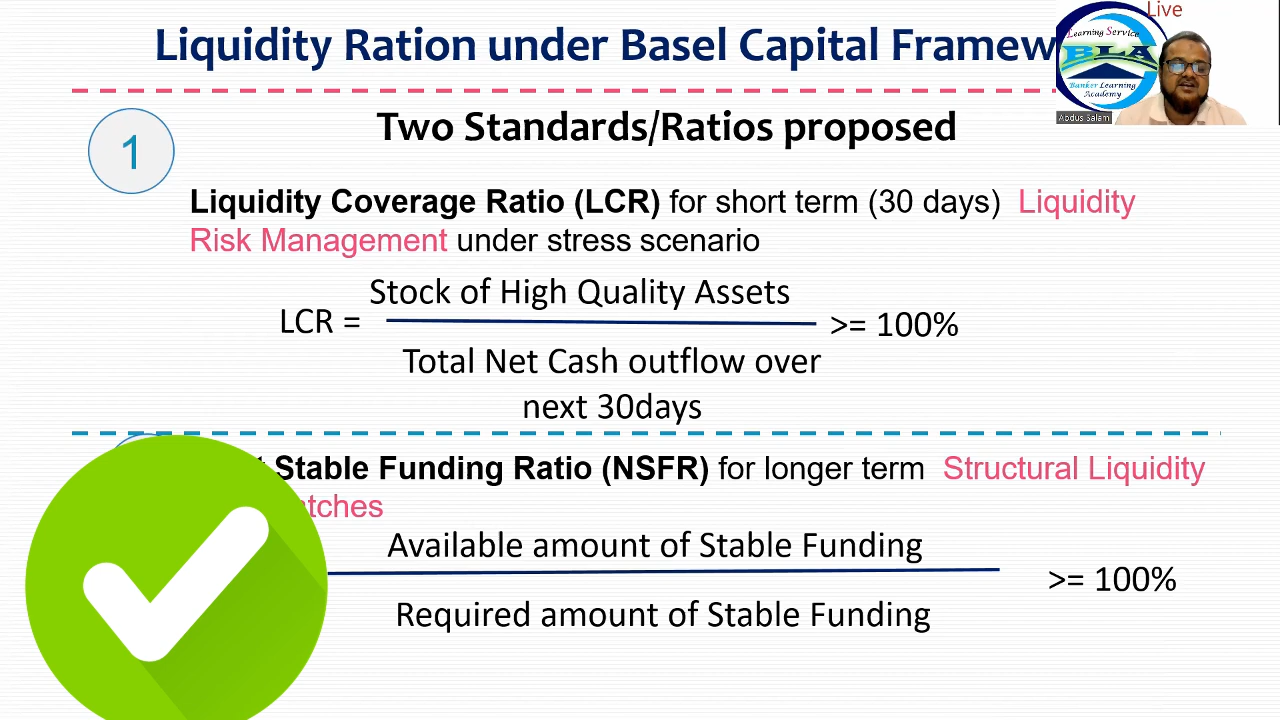 Liquidity Ration under Basel Capital Framew
Live
Learning Service
BLA
Banker Learning
Academy
Abdus Salam
1
Two Standards/Ratios proposed
Liquidity Coverage Ratio (LCR) for short term (30 days) Liquidity
Risk Management under stress scenario
Stock of High Quality Assets
LCR =
>= 100%
Total Net Cash outflow over
next 30days
Stable Funding Ratio (NSFR) for longer term Structural Liquidity
tches
Available amount of Stable Funding
>= 100%
Required amount of Stable Funding